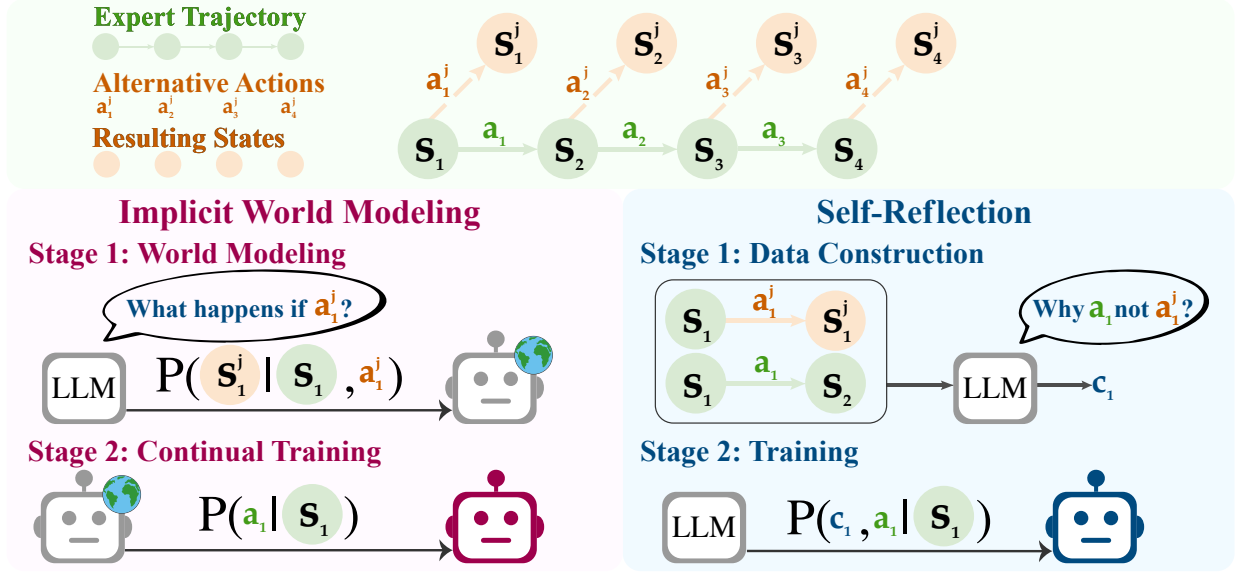 Expert Trajectory
Alternative Actions
a₁ʲ a₂ʲ a₃ʲ a₄ʲ
Resulting States
S₁ʲ S₂ʲ S₃ʲ S₄ʲ
a₁ʲ a₂ʲ a₃ʲ a₄ʲ
S₁ a₁ S₂ a₂ S₃ a₃ S₄
Implicit World Modeling
Stage 1: World Modeling
What happens if a₁ʲ?
LLM P(S₁ʲ | S₁, a₁ʲ)
Stage 2: Continual Training
P(a₁ | S₁)
Self-Reflection
Stage 1: Data Construction
S₁ a₁ʲ S₁ʲ
S₁ a₁ S₂
Why a₁ not a₁ʲ?
LLM c₁
Stage 2: Training
LLM P(c₁, a₁ | S₁)